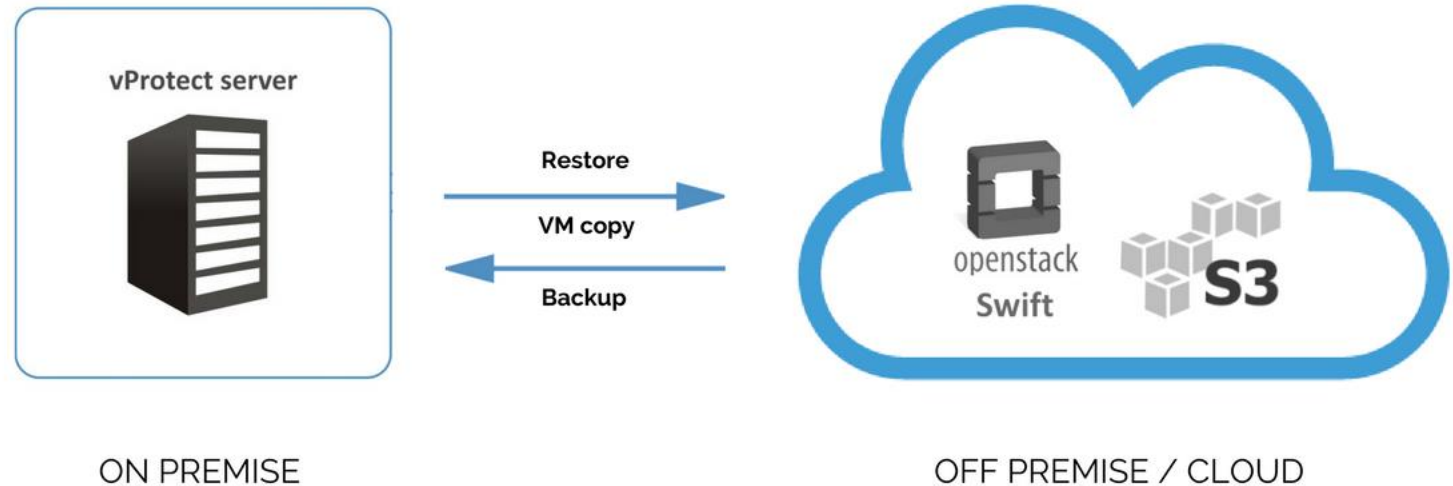 vProtect server
Restore
VM copy
Backup
openstack
Swift
S3
ON PREMISE
OFF PREMISE / CLOUD